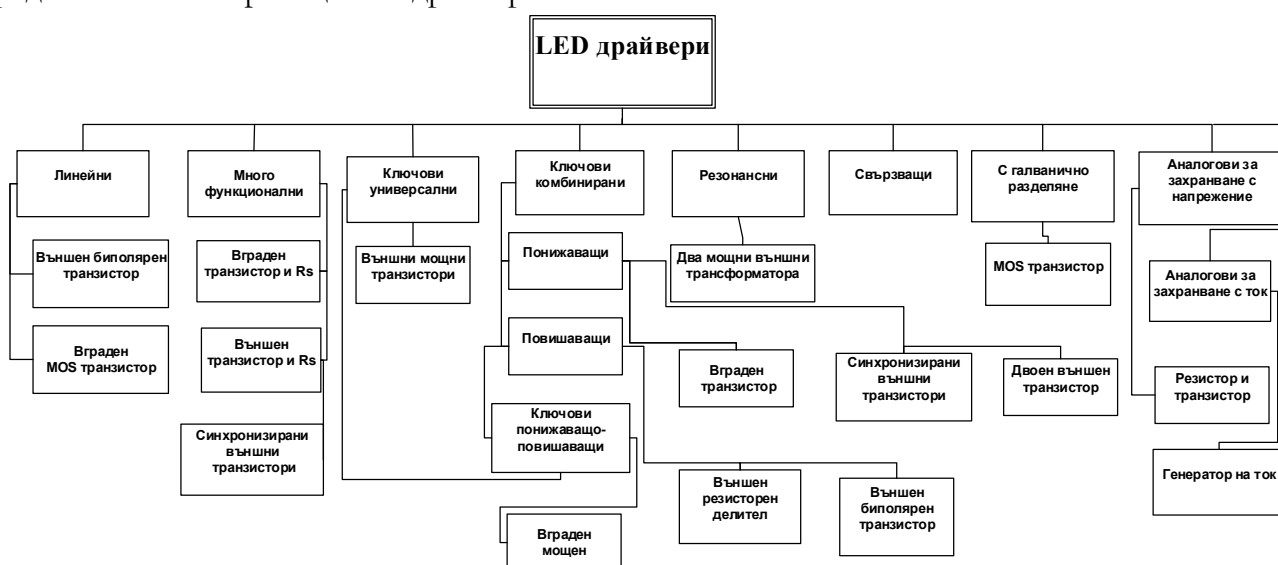 LED драйвери
Линейни
Много
функционални
Ключови
универсални
Ключови
комбинирани
Резонансни
Свързващи
С галванично
разделяне
Аналогови за
захранване с
напрежение
Външен биполярен
транзистор
Вграден
транзистор и Rs
Външни мощни
транзистори
Понижаващи
Два мощни външни
трансформатора
MOS транзистор
Аналогови за
захранване с ток
Вграден
MOS транзистор
Външен
транзистор и Rs
Повишаващи
Вграден
транзистор
Синхронизирани
външни
транзистори
Двоен външен
транзистор
Резистор и
транзистор
Синхронизирани
външни
транзистори
Ключови
понижаващо-
повишаващи
Външен
резисторен
делител
Външен
биполярен
транзистор
Генератор на ток
Вграден
мощен